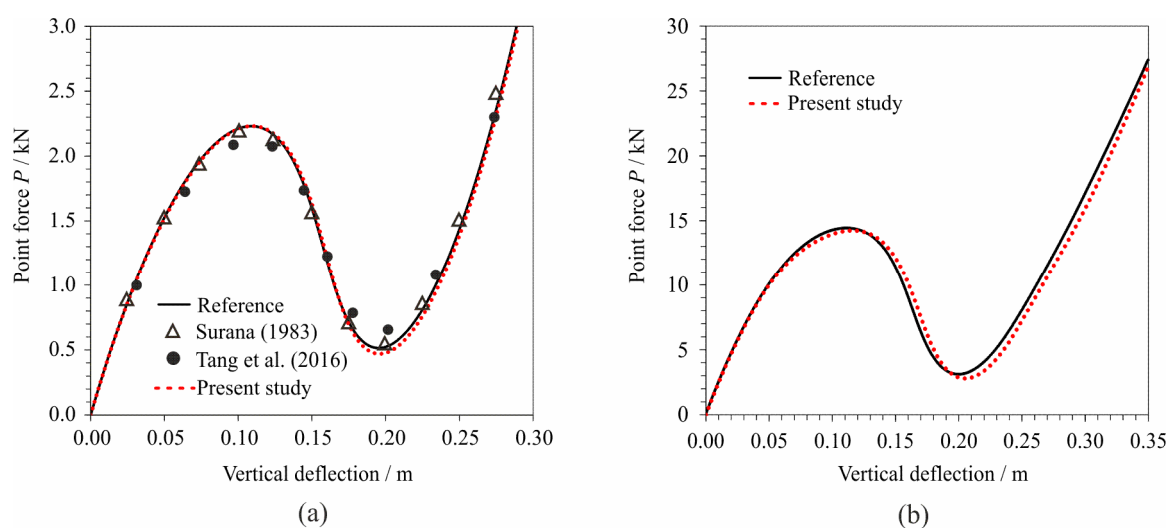 3.0
2.5
2.0
1.5
1.0
0.5
0.0
Point force P / kN
Reference
Surana (1983)
Tang et al. (2016)
Present study
0.00 0.05 0.10 0.15 0.20 0.25 0.30
Vertical deflection / m
(a)
30
25
20
15
10
5
0
Point force P / kN
Reference
Present study
0.00 0.05 0.10 0.15 0.20 0.25 0.30 0.35
Vertical deflection / m
(b)